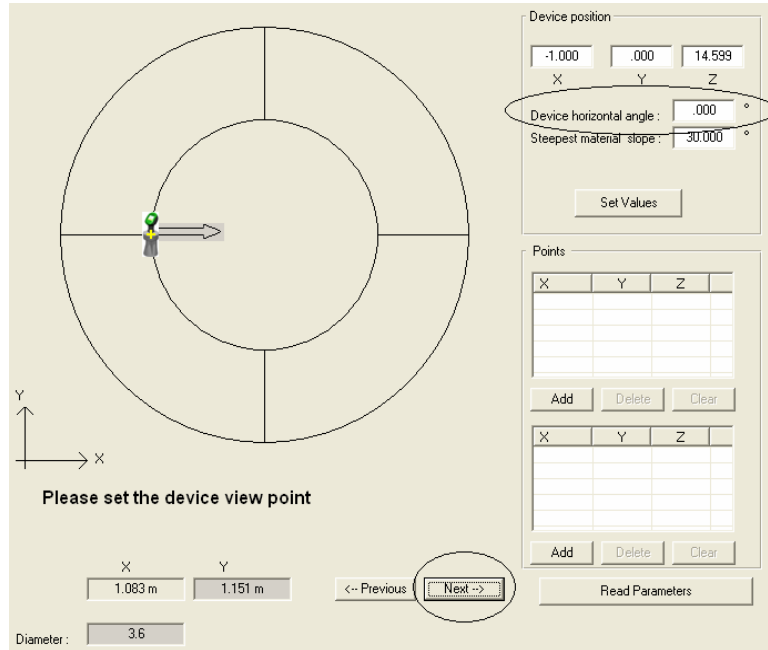 Device position
-1.000 .000 14.599
X Y Z
Device horizontal angle : .000 °
Steepest material slope : 30.000 °
Set Values
Points
X Y Z
Add Delete Clear
X Y Z
Add Delete Clear
Read Parameters
Y
X
Please set the device view point
X Y
1.083 m 1.151 m
<-- Previous Next -->
Diameter : 3.6